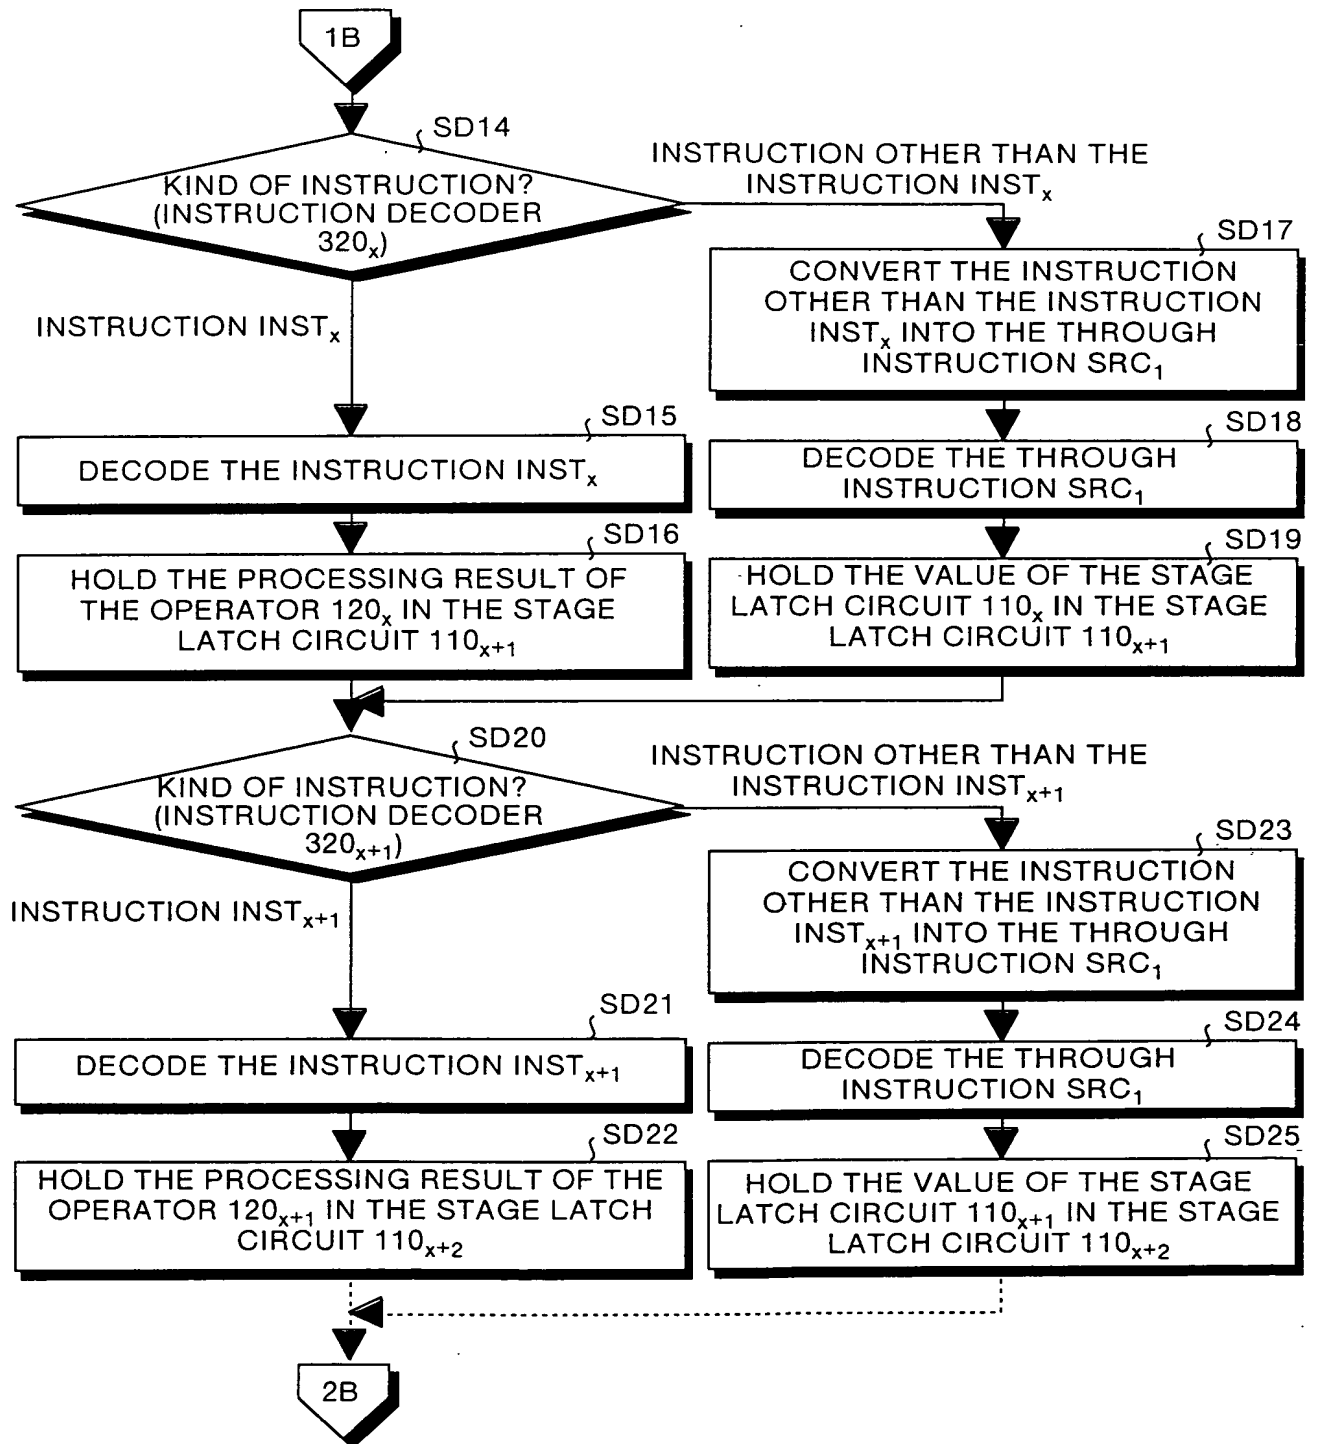 1B
SD14
KIND OF INSTRUCTION?
(INSTRUCTION DECODER
320x)
INSTRUCTION OTHER THAN THE
INSTRUCTION INSTx
INSTRUCTION INSTx
SD17
CONVERT THE INSTRUCTION
OTHER THAN THE INSTRUCTION
INSTx INTO THE THROUGH
INSTRUCTION SRC1
SD15
DECODE THE INSTRUCTION INSTx
SD18
DECODE THE THROUGH
INSTRUCTION SRC1
SD16
HOLD THE PROCESSING RESULT OF
THE OPERATOR 120x IN THE STAGE
LATCH CIRCUIT 110x+1
SD19
HOLD THE VALUE OF THE STAGE
LATCH CIRCUIT 110x IN THE STAGE
LATCH CIRCUIT 110x+1
SD20
KIND OF INSTRUCTION?
(INSTRUCTION DECODER
320x+1)
INSTRUCTION OTHER THAN THE
INSTRUCTION INSTx+1
INSTRUCTION INSTx+1
SD23
CONVERT THE INSTRUCTION
OTHER THAN THE INSTRUCTION
INSTx+1 INTO THE THROUGH
INSTRUCTION SRC1
SD21
DECODE THE INSTRUCTION INSTx+1
SD24
DECODE THE THROUGH
INSTRUCTION SRC1
SD22
HOLD THE PROCESSING RESULT OF THE
OPERATOR 120x+1 IN THE STAGE LATCH
CIRCUIT 110x+2
SD25
HOLD THE VALUE OF THE STAGE
LATCH CIRCUIT 110x+1 IN THE STAGE
LATCH CIRCUIT 110x+2
2B